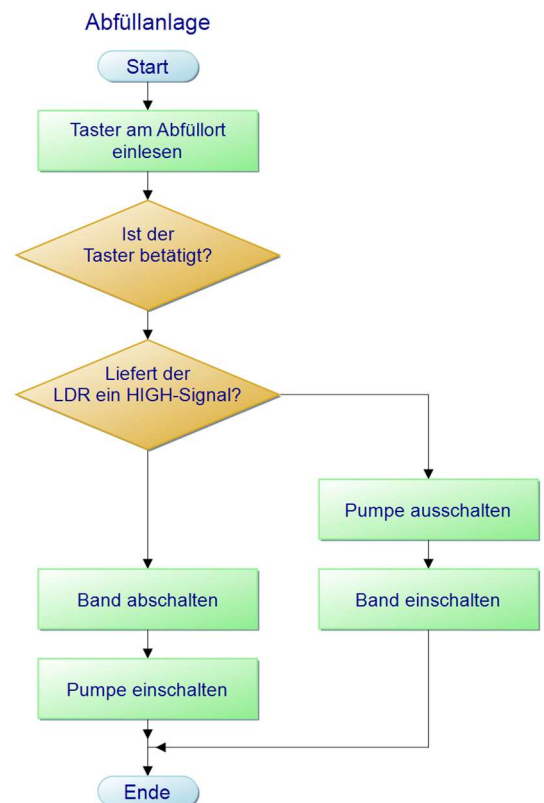 Abfüllanlage
Start
Taster am Abfüllort
einlesen
Ist der
Taster betätigt?
Liefert der
LDR ein HIGH-Signal?
Pumpe ausschalten
Band abschalten
Band einschalten
Pumpe einschalten
Ende